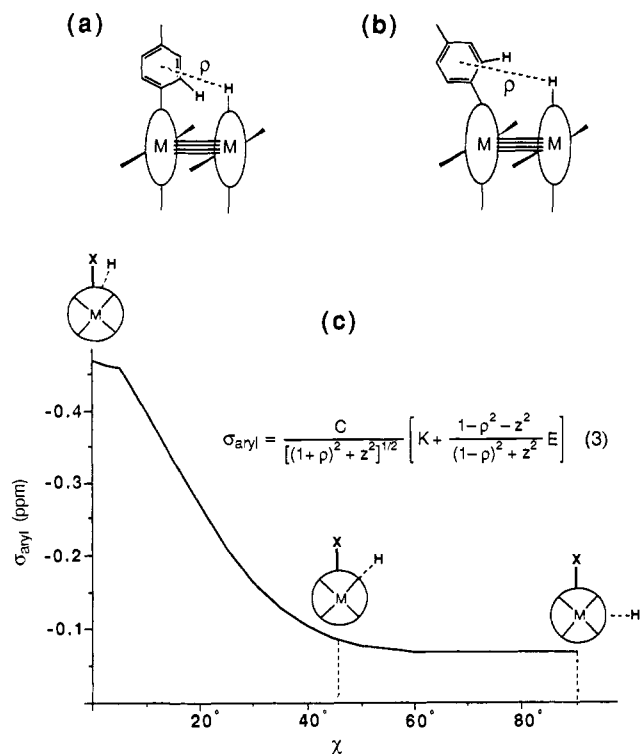 (a)
(b)
H
ρ
H
H
ρ
H
M
M
M
M
X
H
M
(c)
-0.4
-0.3
-0.2
-0.1
σaryl (ppm)
σaryl = C / [(1+ρ)² + z²]^1/2 [K + (1-ρ²-z²) / ((1-ρ)² + z²) E] (3)
X
H
M
X
M
H
20°
40°
60°
80°
χ